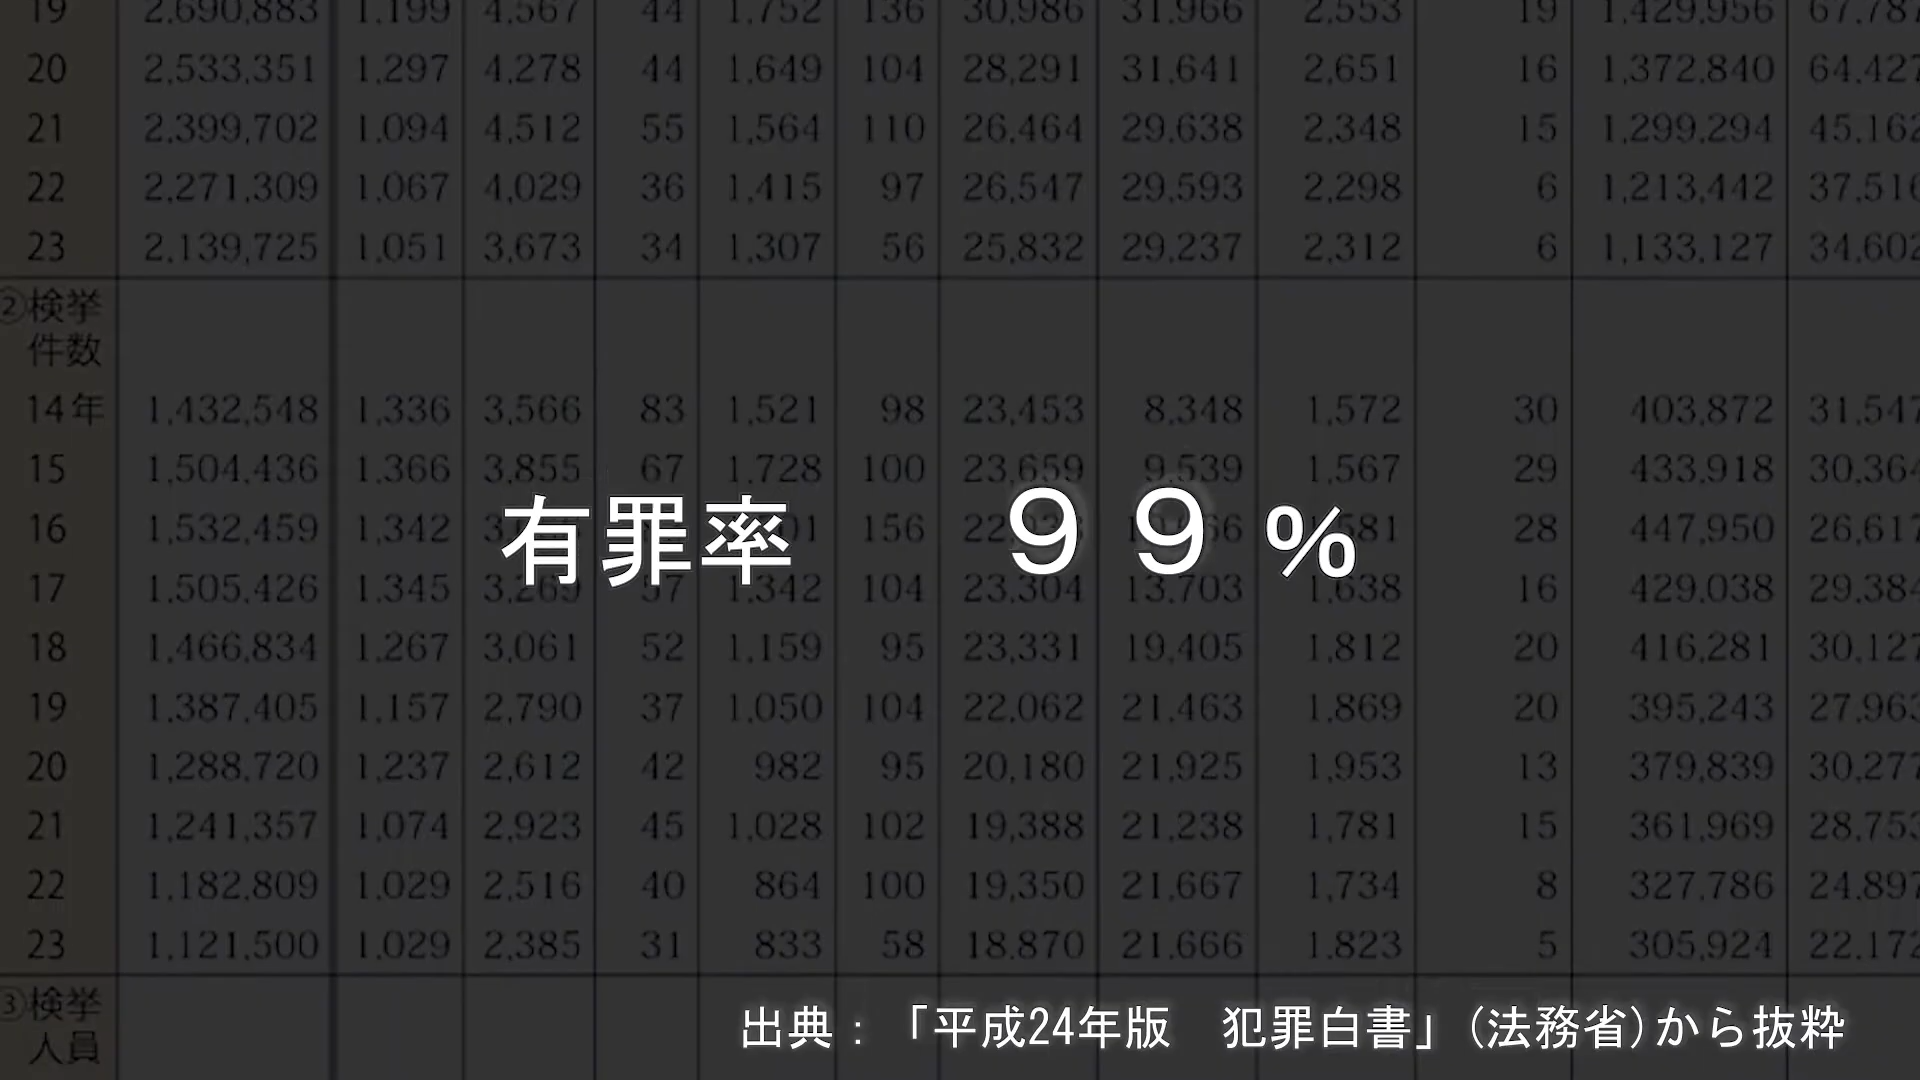 19 2,690,883 1,199 4,567 44 1,752 136 30,986 31,966 2,553 19 1,429,956
20 2,533,351 1,297 4,278 44 1,649 104 28,291 31,641 2,651 16 1,372,840 64,427
21 2,399,702 1,094 4,512 55 1,564 110 26,464 29,638 2,348 15 1,299,294 45,162
22 2,271,309 1,067 4,029 36 1,415 97 26,547 29,593 2,298 6 1,213,442 37,516
23 2,139,725 1,051 3,673 34 1,307 56 25,832 29,237 2,312 6 1,133,127 34,602
②検挙
件数
14年 1,432,548 1,336 3,566 83 1,521 98 23,453 8,348 1,572 30 403,872 31,547
15 1,504,436 1,366 3,855 67 1,728 100 23,659 9,539 1,567 29 433,918 30,364
有罪率 99%
16 1,532,459 1,342 156 28 447,950 26,617
17 1,505,426 1,345 3,269 1,342 104 23,304 13,703 1,638 16 429,038 29,384
18 1,466,834 1,267 3,061 52 1,159 95 23,331 19,405 1,812 20 416,281 30,127
19 1,387,405 1,157 2,790 37 1,050 104 22,062 21,463 1,869 20 395,243 27,963
20 1,288,720 1,237 2,612 42 982 95 20,180 21,925 1,953 13 379,839 30,277
21 1,241,357 1,074 2,923 45 1,028 102 19,388 21,238 1,781 15 361,969 28,753
22 1,182,809 1,029 2,516 40 864 100 19,350 21,667 1,734 8 327,786 24,897
23 1,121,500 1,029 2,385 31 833 58 18,870 21,666 1,823 5 305,924 22,172
③検挙
人員
出典：「平成24年版　犯罪白書」(法務省)から抜粋